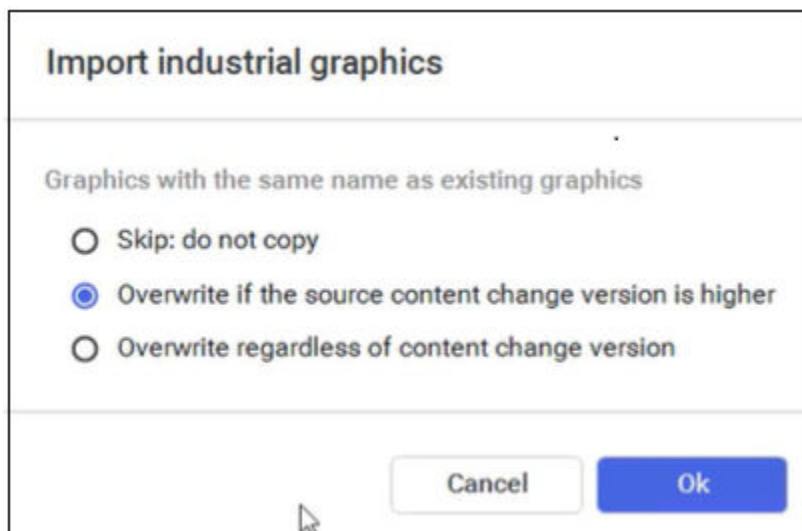 Import industrial graphics
Graphics with the same name as existing graphics
Skip: do not copy
Overwrite if the source content change version is higher
Overwrite regardless of content change version
Cancel
Ok